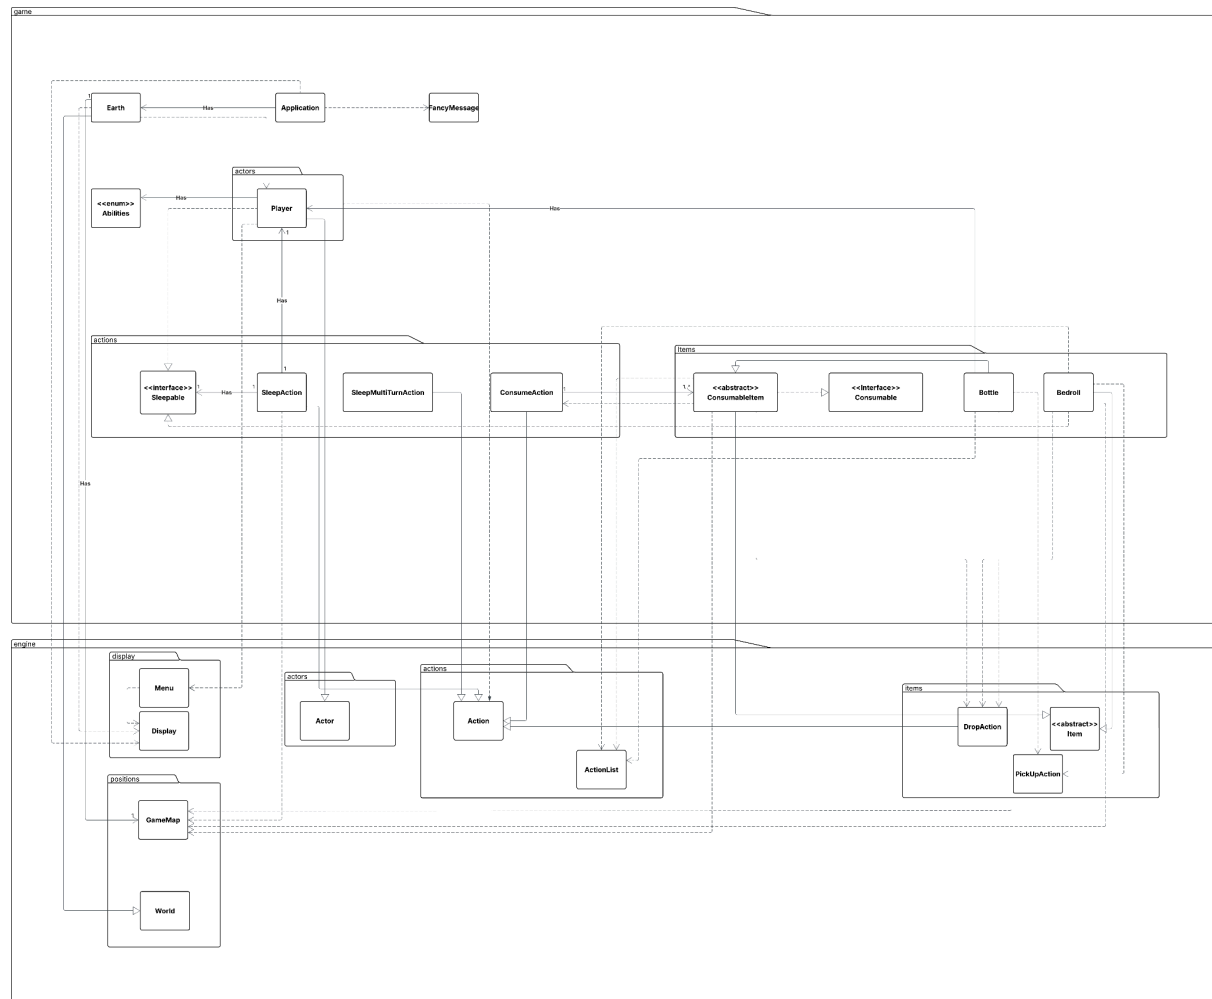 game
1
Earth
Has
Application
FancyMessage
actors
<<enum>>
Abilities
Has
Player
Has
1
Has
actions
Items
<<interface>>
Sleepable
1
Has
1
1
SleepAction
SleepMultiTurnAction
ConsumeAction
1
1..*
<<abstract>>
ConsumableItem
<<Interface>>
Consumable
Bottle
Bedroll
Has
engine
display
Menu
Display
actors
Actor
actions
Action
ActionList
items
DropAction
<<abstract>>
Item
PickUpAction
positions
1
GameMap
World